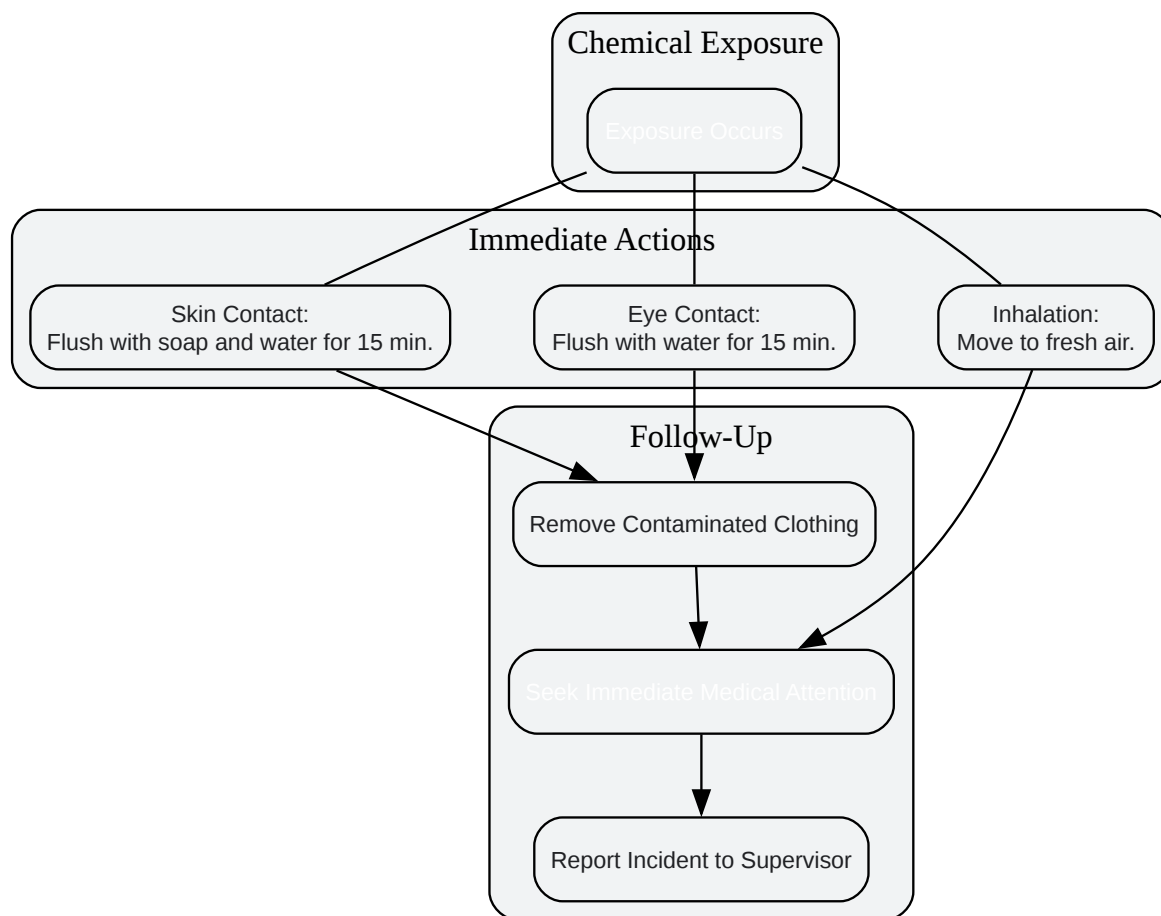 Chemical Exposure
Exposure Occurs
Immediate Actions
Skin Contact:
Flush with soap and water for 15 min.
Eye Contact:
Flush with water for 15 min.
Inhalation:
Move to fresh air.
Follow-Up
Remove Contaminated Clothing
Seek Immediate Medical Attention
Report Incident to Supervisor